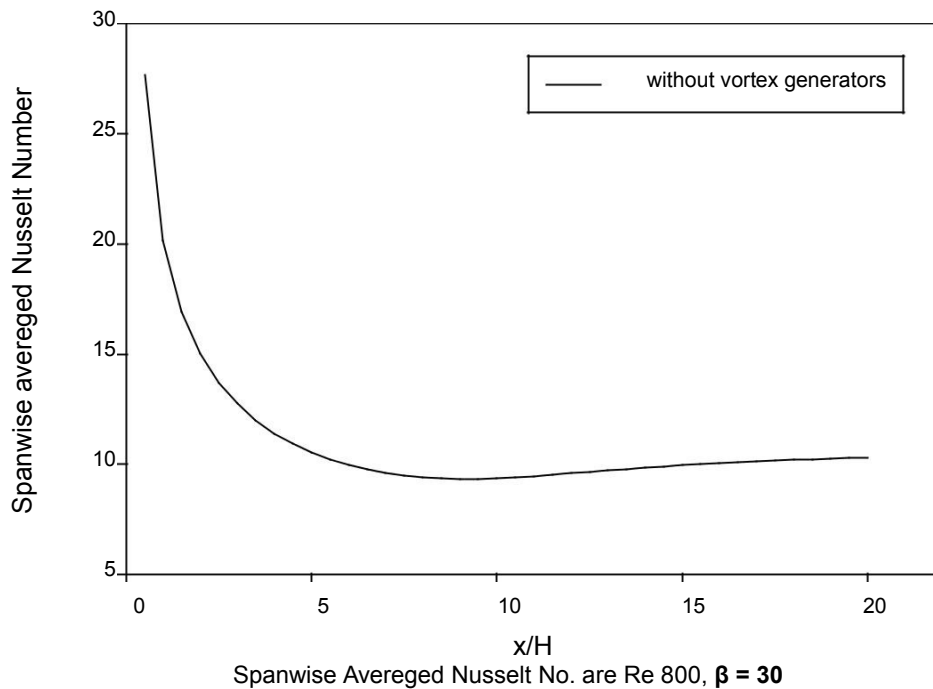 30
without vortex generators
25
20
15
10
5
Spanwise avereged Nusselt Number
0 5 10 15 20
x/H
Spanwise Avereged Nusselt No. are Re 800, β = 30